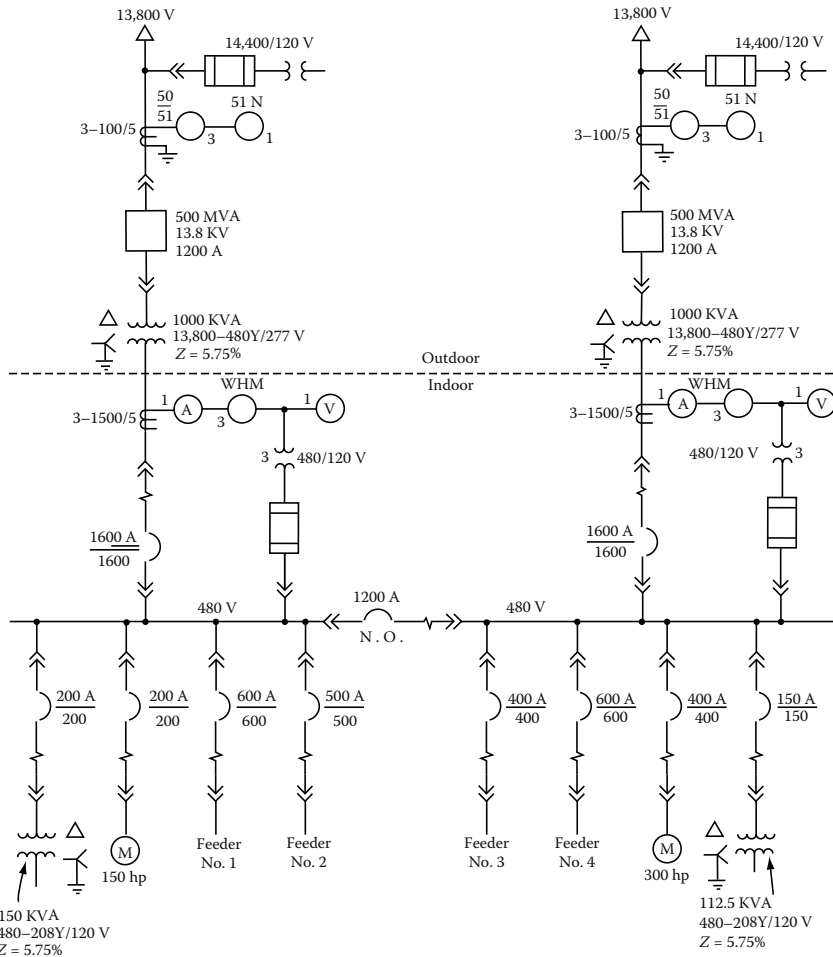 13,800 V
13,800 V
14,400/120 V
14,400/120 V
50
51
51 N
3–100/5
3
1
50
51
51 N
3–100/5
3
1
500 MVA
13.8 KV
1200 A
500 MVA
13.8 KV
1200 A
1000 KVA
13,800–480Y/277 V
Z = 5.75%
1000 KVA
13,800–480Y/277 V
Z = 5.75%
Outdoor
Indoor
WHM
1
A
3
1
V
3–1500/5
WHM
1
A
3
1
V
3–1500/5
3
480/120 V
480/120 V
3
1600 A
1600
1600 A
1600
480 V
1200 A
N.O.
480 V
200 A
200
200 A
200
600 A
600
500 A
500
400 A
400
600 A
600
400 A
400
150 A
150
M
150 hp
Feeder
No. 1
Feeder
No. 2
Feeder
No. 3
Feeder
No. 4
M
300 hp
150 KVA
480–208Y/120 V
Z = 5.75%
112.5 KVA
480–208Y/120 V
Z = 5.75%